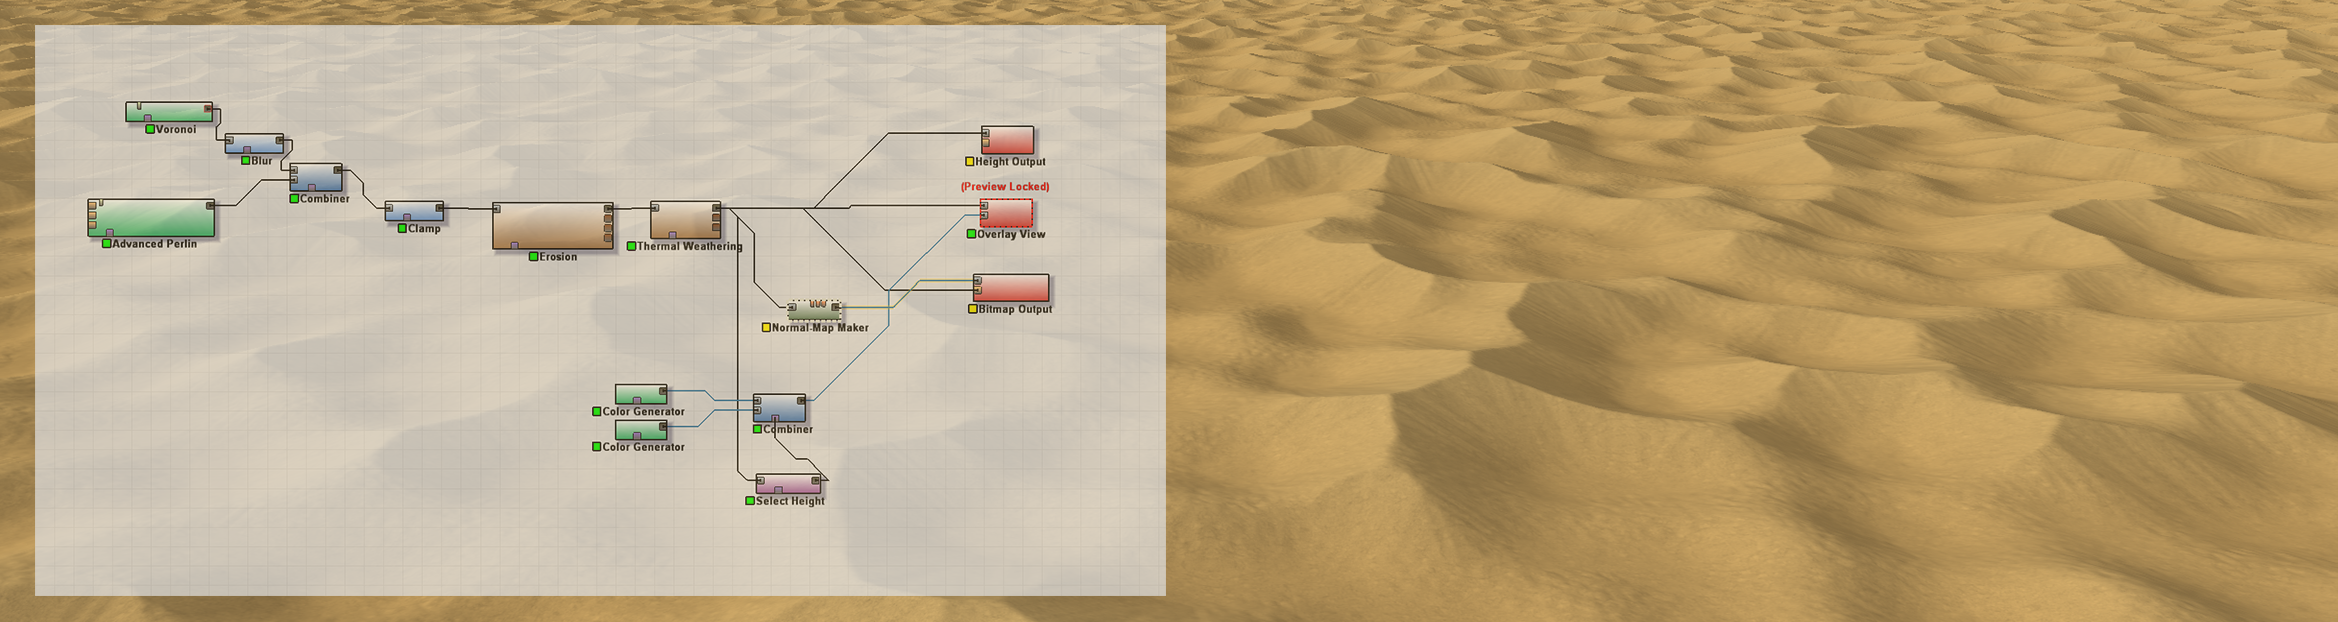 Voronoi
Blur
Combiner
Advanced Perlin
Clamp
Erosion
Thermal Weathering
Height Output
(Preview Locked)
Overlay View
Bitmap Output
Normal Map Maker
Color Generator
Color Generator
Combiner
Select Height